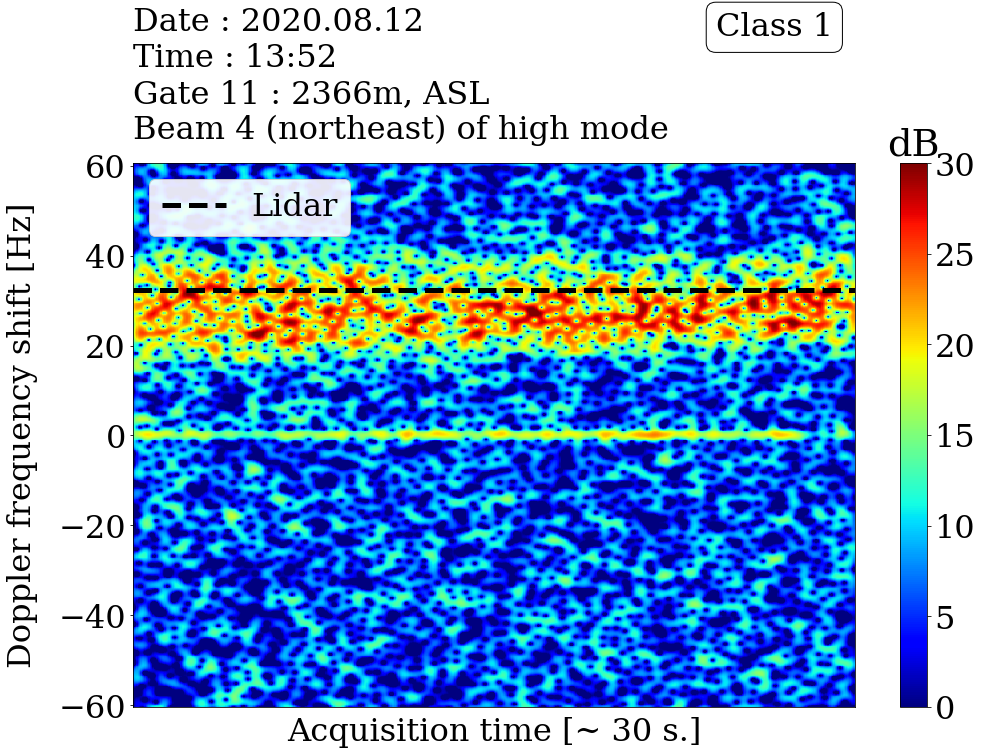 Date : 2020.08.12
Time : 13:52
Gate 11 : 2366m, ASL
Beam 4 (northeast) of high mode
Class 1
dB
Lidar
Doppler frequency shift [Hz]
60
40
20
0
−20
−40
−60
30
25
20
15
10
5
0
Acquisition time [~ 30 s.]